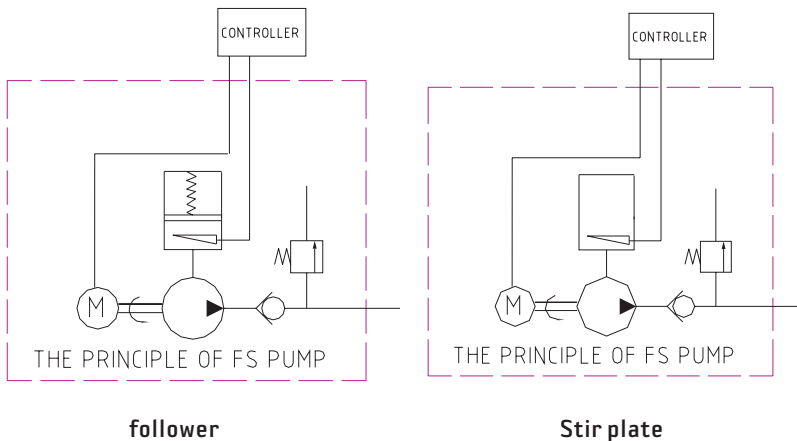 CONTROLLER
M
THE PRINCIPLE OF FS PUMP
follower
CONTROLLER
M
THE PRINCIPLE OF FS PUMP
Stir plate